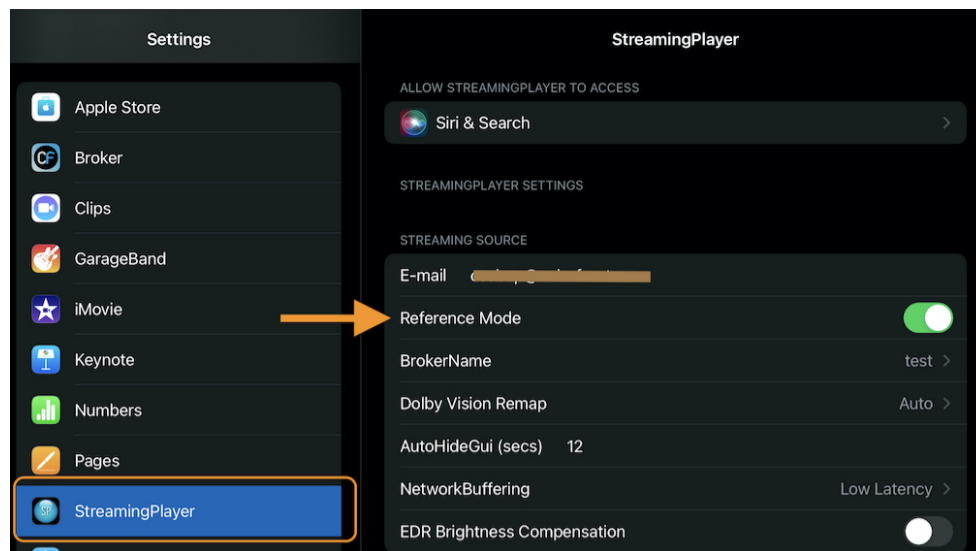 Settings
Apple Store
Broker
Clips
GarageBand
iMovie
Keynote
Numbers
Pages
StreamingPlayer
StreamingPlayer
ALLOW STREAMINGPLAYER TO ACCESS
Siri & Search
STREAMINGPLAYER SETTINGS
STREAMING SOURCE
E-mail
Reference Mode
BrokerName test
Dolby Vision Remap Auto
AutoHideGui (secs) 12
NetworkBuffering Low Latency
EDR Brightness Compensation